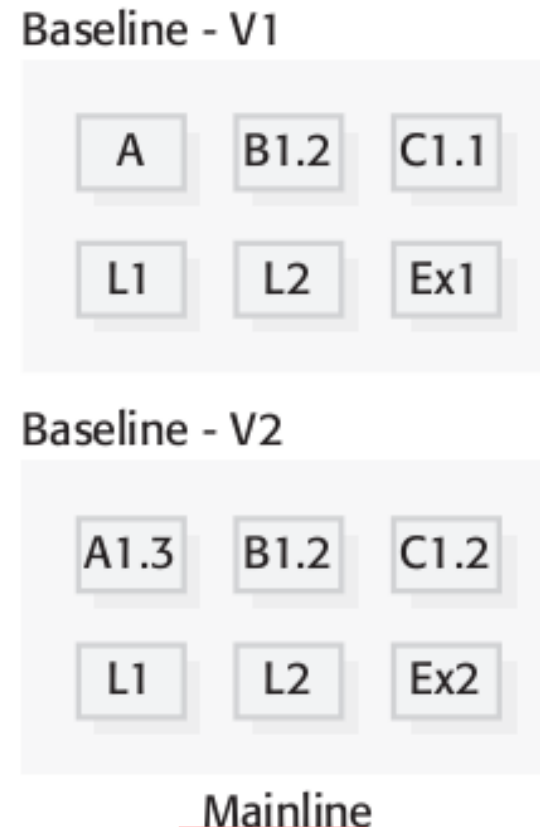 Baseline - V1
A B1.2 C1.1
L1 L2 Ex1
Baseline - V2
A1.3 B1.2 C1.2
L1 L2 Ex2
Mainline